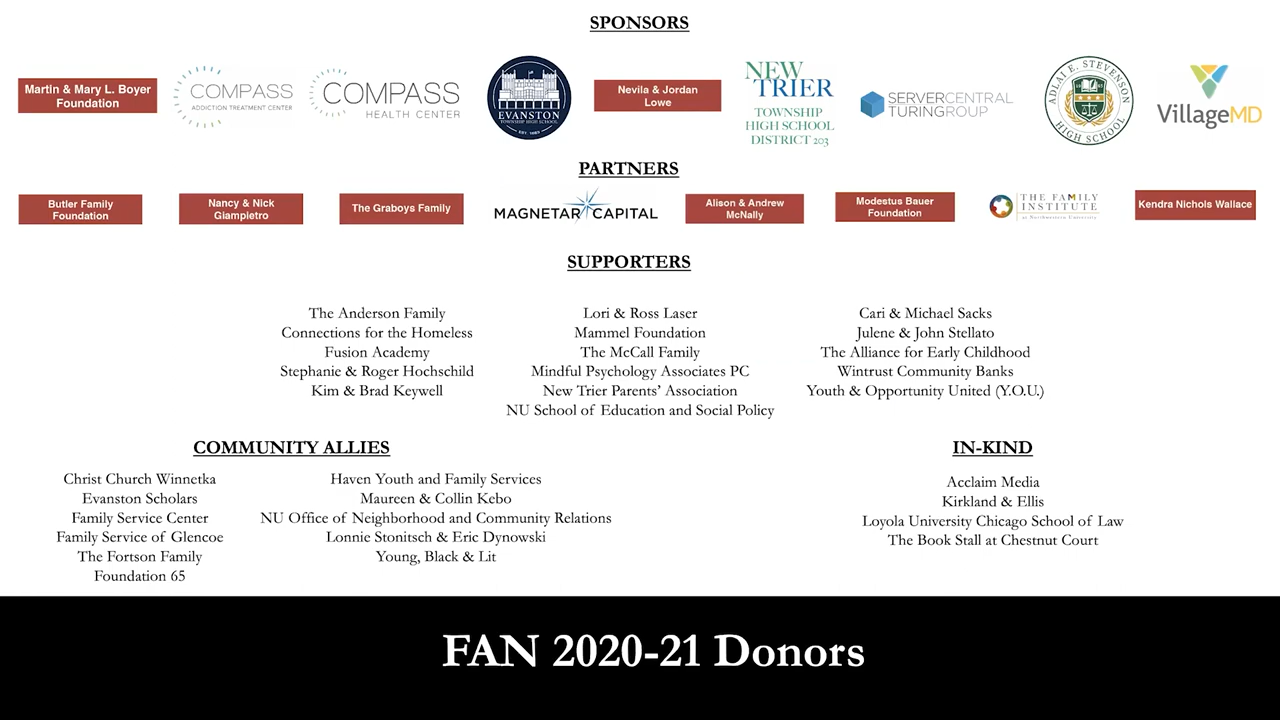 SPONSORS
Martin & Mary L. Boyer
Foundation
COMPASS
ADDICTION TREATMENT CENTER
COMPASS
HEALTH CENTER
EVANSTON
TOWNSHIP HIGH SCHOOL
EST. 1883
Nevila & Jordan
Lowe
NEW
TRIER
TOWNSHIP
HIGH SCHOOL
DISTRICT 203
SERVERCENTRAL
TURINGROUP
ADLAI E. STEVENSON
HIGH SCHOOL
VillageMD
PARTNERS
Butler Family
Foundation
Nancy & Nick
Giampietro
The Graboys Family
MAGNETAR CAPITAL
Alison & Andrew
McNally
Modestus Bauer
Foundation
THE FAMILY
INSTITUTE
at Northwestern University
Kendra Nichols Wallace
SUPPORTERS
The Anderson Family
Connections for the Homeless
Fusion Academy
Stephanie & Roger Hochschild
Kim & Brad Keywell
Lori & Ross Laser
Mammel Foundation
The McCall Family
Mindful Psychology Associates PC
New Trier Parents’ Association
NU School of Education and Social Policy
Cari & Michael Sacks
Julene & John Stellato
The Alliance for Early Childhood
Wintrust Community Banks
Youth & Opportunity United (Y.O.U.)
COMMUNITY ALLIES
Christ Church Winnetka
Evanston Scholars
Family Service Center
Family Service of Glencoe
The Fortson Family
Foundation 65
Haven Youth and Family Services
Maureen & Collin Kebo
NU Office of Neighborhood and Community Relations
Lonnie Stonitsch & Eric Dynowski
Young, Black & Lit
IN-KIND
Acclaim Media
Kirkland & Ellis
Loyola University Chicago School of Law
The Book Stall at Chestnut Court
FAN 2020-21 Donors